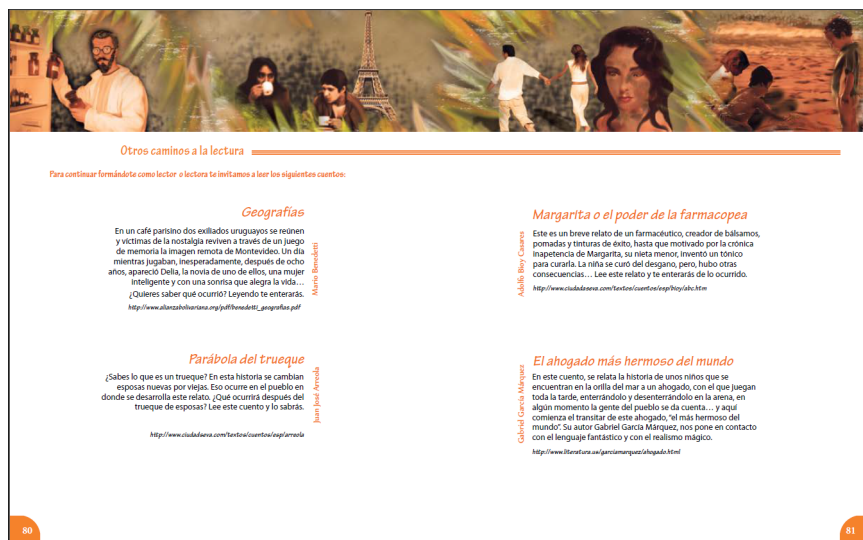 Otros caminos a la lectura
Para continuar formándote como lector o lectora te invitamos a leer los siguientes cuentos:
Geografías
En un café parisino dos exiliados uruguayos se reúnen
y víctimas de la nostalgia reviven a través de un juego
de memoria la imagen remota de Montevideo. Un día
mientras jugaban, inesperadamente, después de ocho
años, apareció Delia, la novia de uno de ellos, una mujer
inteligente y con una sonrisa que alegra la vida…
¿Quieres saber qué ocurrió? Leyendo te enterarás.
http://www.alianzabolivariana.org/pdf/benedetti_geografias.pdf
Mario Benedetti
Parábola del trueque
¿Sabes lo que es un trueque? En esta historia se cambian
esposas nuevas por viejas. Eso ocurre en el pueblo en
donde se desarrolla este relato. ¿Qué ocurrirá después del
trueque de esposas? Lee este cuento y lo sabrás.
http://www.ciudadseva.com/textos/cuentos/esp/arreola
Juan José Arreola
80
Margarita o el poder de la farmacopea
Adolfo Bioy Casares
Este es un breve relato de un farmacéutico, creador de bálsamos,
pomadas y tinturas de éxito, hasta que motivado por la crónica
inapetencia de Margarita, su nieta menor, inventó un tónico
para curarla. La niña se curó del desgano, pero, hubo otras
consecuencias… Lee este relato y te enterarás de lo ocurrido.
http://www.ciudadaseva.com/textos/cuentos/esp/bioy/abc.htm
El ahogado más hermoso del mundo
Gabriel García Márquez
En este cuento, se relata la historia de unos niños que se
encuentran en la orilla del mar a un ahogado, con el que juegan
toda la tarde, enterrándolo y desenterrándolo en la arena, en
algún momento la gente del pueblo se da cuenta… y aquí
comienza el transitar de este ahogado, "el más hermoso del
mundo". Su autor Gabriel García Márquez, nos pone en contacto
con el lenguaje fantástico y con el realismo mágico.
http://www.literatura.us/garciamarquez/ahogado.html
81